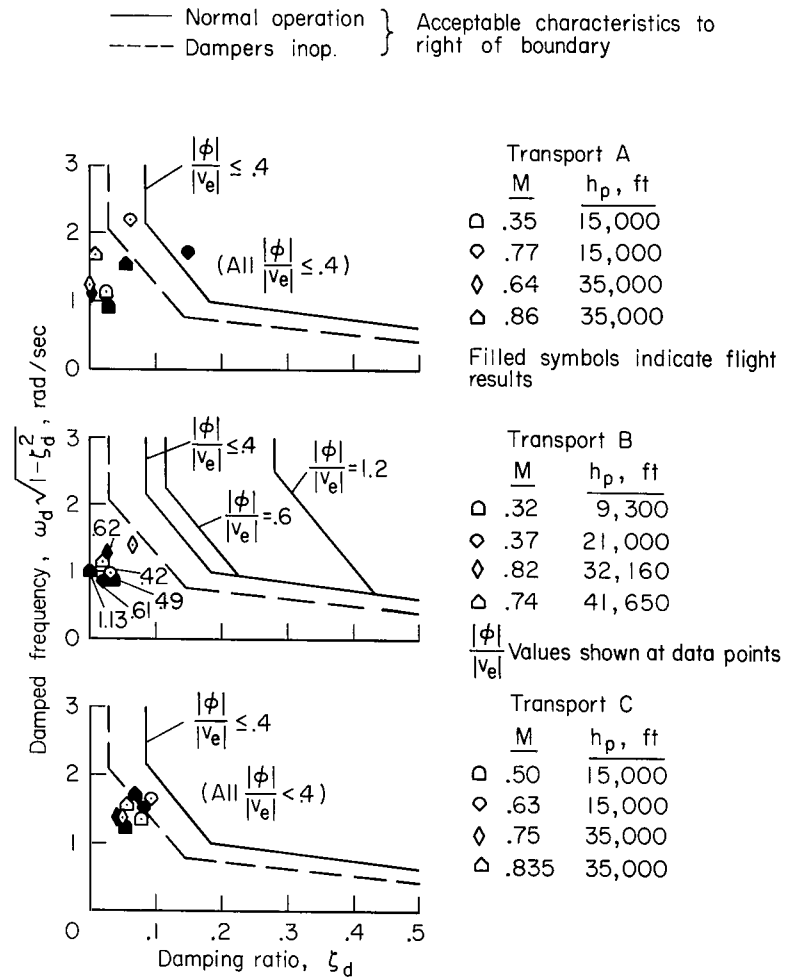 Normal operation
Dampers inop.
Acceptable characteristics to
right of boundary
Damped frequency, ω_d √1-ζ_d², rad/sec
3
2
1
0
|φ|/|v_e| ≤ .4
(All |φ|/|v_e| ≤ .4)
Transport A
M h_p, ft
.35 15,000
.77 15,000
.64 35,000
.86 35,000
Filled symbols indicate flight
results
3
2
1
0
|φ|/|v_e| ≤ .4
|φ|/|v_e| = 1.2
|φ|/|v_e| = .6
.62
.42
.49
.61
1.13
Transport B
M h_p, ft
.32 9,300
.37 21,000
.82 32,160
.74 41,650
|φ|/|v_e| Values shown at data points
3
2
1
0
|φ|/|v_e| ≤ .4
(All |φ|/|v_e| < .4)
Transport C
M h_p, ft
.50 15,000
.63 15,000
.75 35,000
.835 35,000
.1 .2 .3 .4 .5
Damping ratio, ζ_d